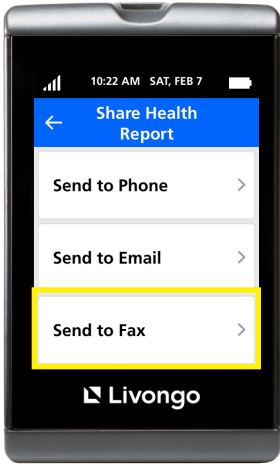 10:22 AM SAT, FEB 7
Share Health
Report
Send to Phone
Send to Email
Send to Fax
Livongo